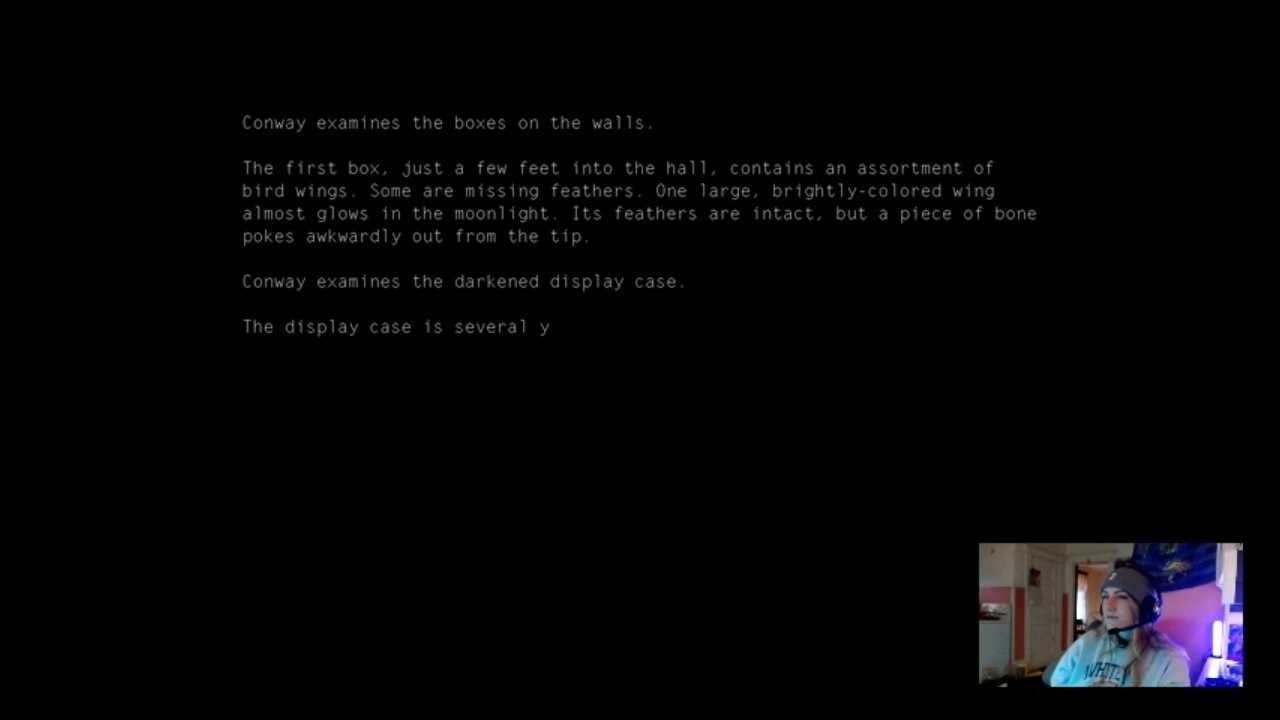 Conway examines the boxes on the walls.
The first box, just a few feet into the hall, contains an assortment of
bird wings. Some are missing feathers. One large, brightly-colored wing
almost glows in the moonlight. Its feathers are intact, but a piece of bone
pokes awkwardly out from the tip.
Conway examines the darkened display case.
The display case is several y